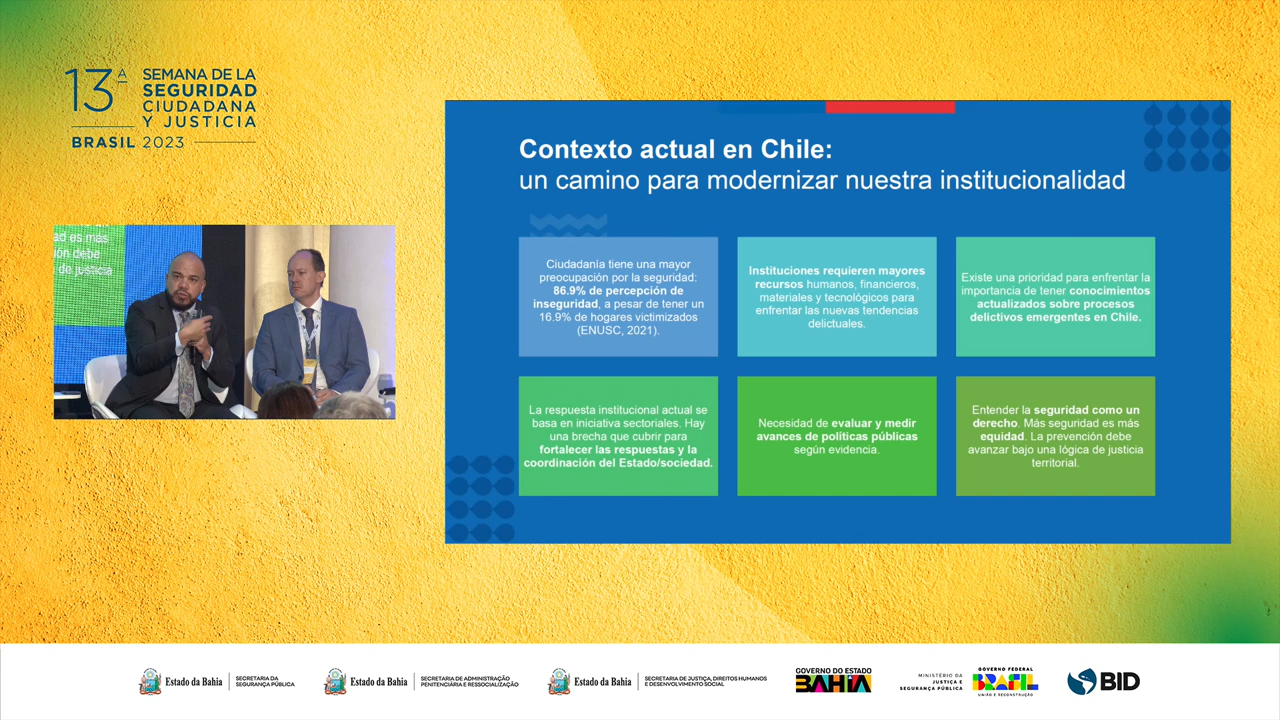 13ª
SEMANA DE LA
SEGURIDAD
CIUDADANA
Y JUSTICIA
BRASIL 2023
ad es más
ión debe
de justicia
Contexto actual en Chile:
un camino para modernizar nuestra institucionalidad
Ciudadanía tiene una mayor
preocupación por la seguridad:
86.9% de percepción de
inseguridad, a pesar de tener un
16.9% de hogares victimizados
(ENUSC, 2021).
Instituciones requieren mayores
recursos humanos, financieros,
materiales y tecnológicos para
enfrentar las nuevas tendencias
delictuales.
Existe una prioridad para enfrentar la
importancia de tener conocimientos
actualizados sobre procesos
delictivos emergentes en Chile.
La respuesta institucional actual se
basa en iniciativa sectoriales. Hay
una brecha que cubrir para
fortalecer las respuestas y la
coordinación del Estado/sociedad.
Necesidad de evaluar y medir
avances de políticas públicas
según evidencia.
Entender la seguridad como un
derecho. Más seguridad es más
equidad. La prevención debe
avanzar bajo una lógica de justicia
territorial.
Estado da Bahia
SECRETARIA DA
SEGURANÇA PÚBLICA
Estado da Bahia
SECRETARIA DE ADMINISTRAÇÃO
PENITENCIÁRIA E RESSOCIALIZAÇÃO
Estado da Bahia
SECRETARIA DE JUSTIÇA, DIREITOS HUMANOS
E DESENVOLVIMENTO SOCIAL
GOVERNO DO ESTADO
BAHIA
MINISTÉRIO DA
JUSTIÇA E
SEGURANÇA PÚBLICA
GOVERNO FEDERAL
BRASIL
UNIÃO E RECONSTRUÇÃO
BID